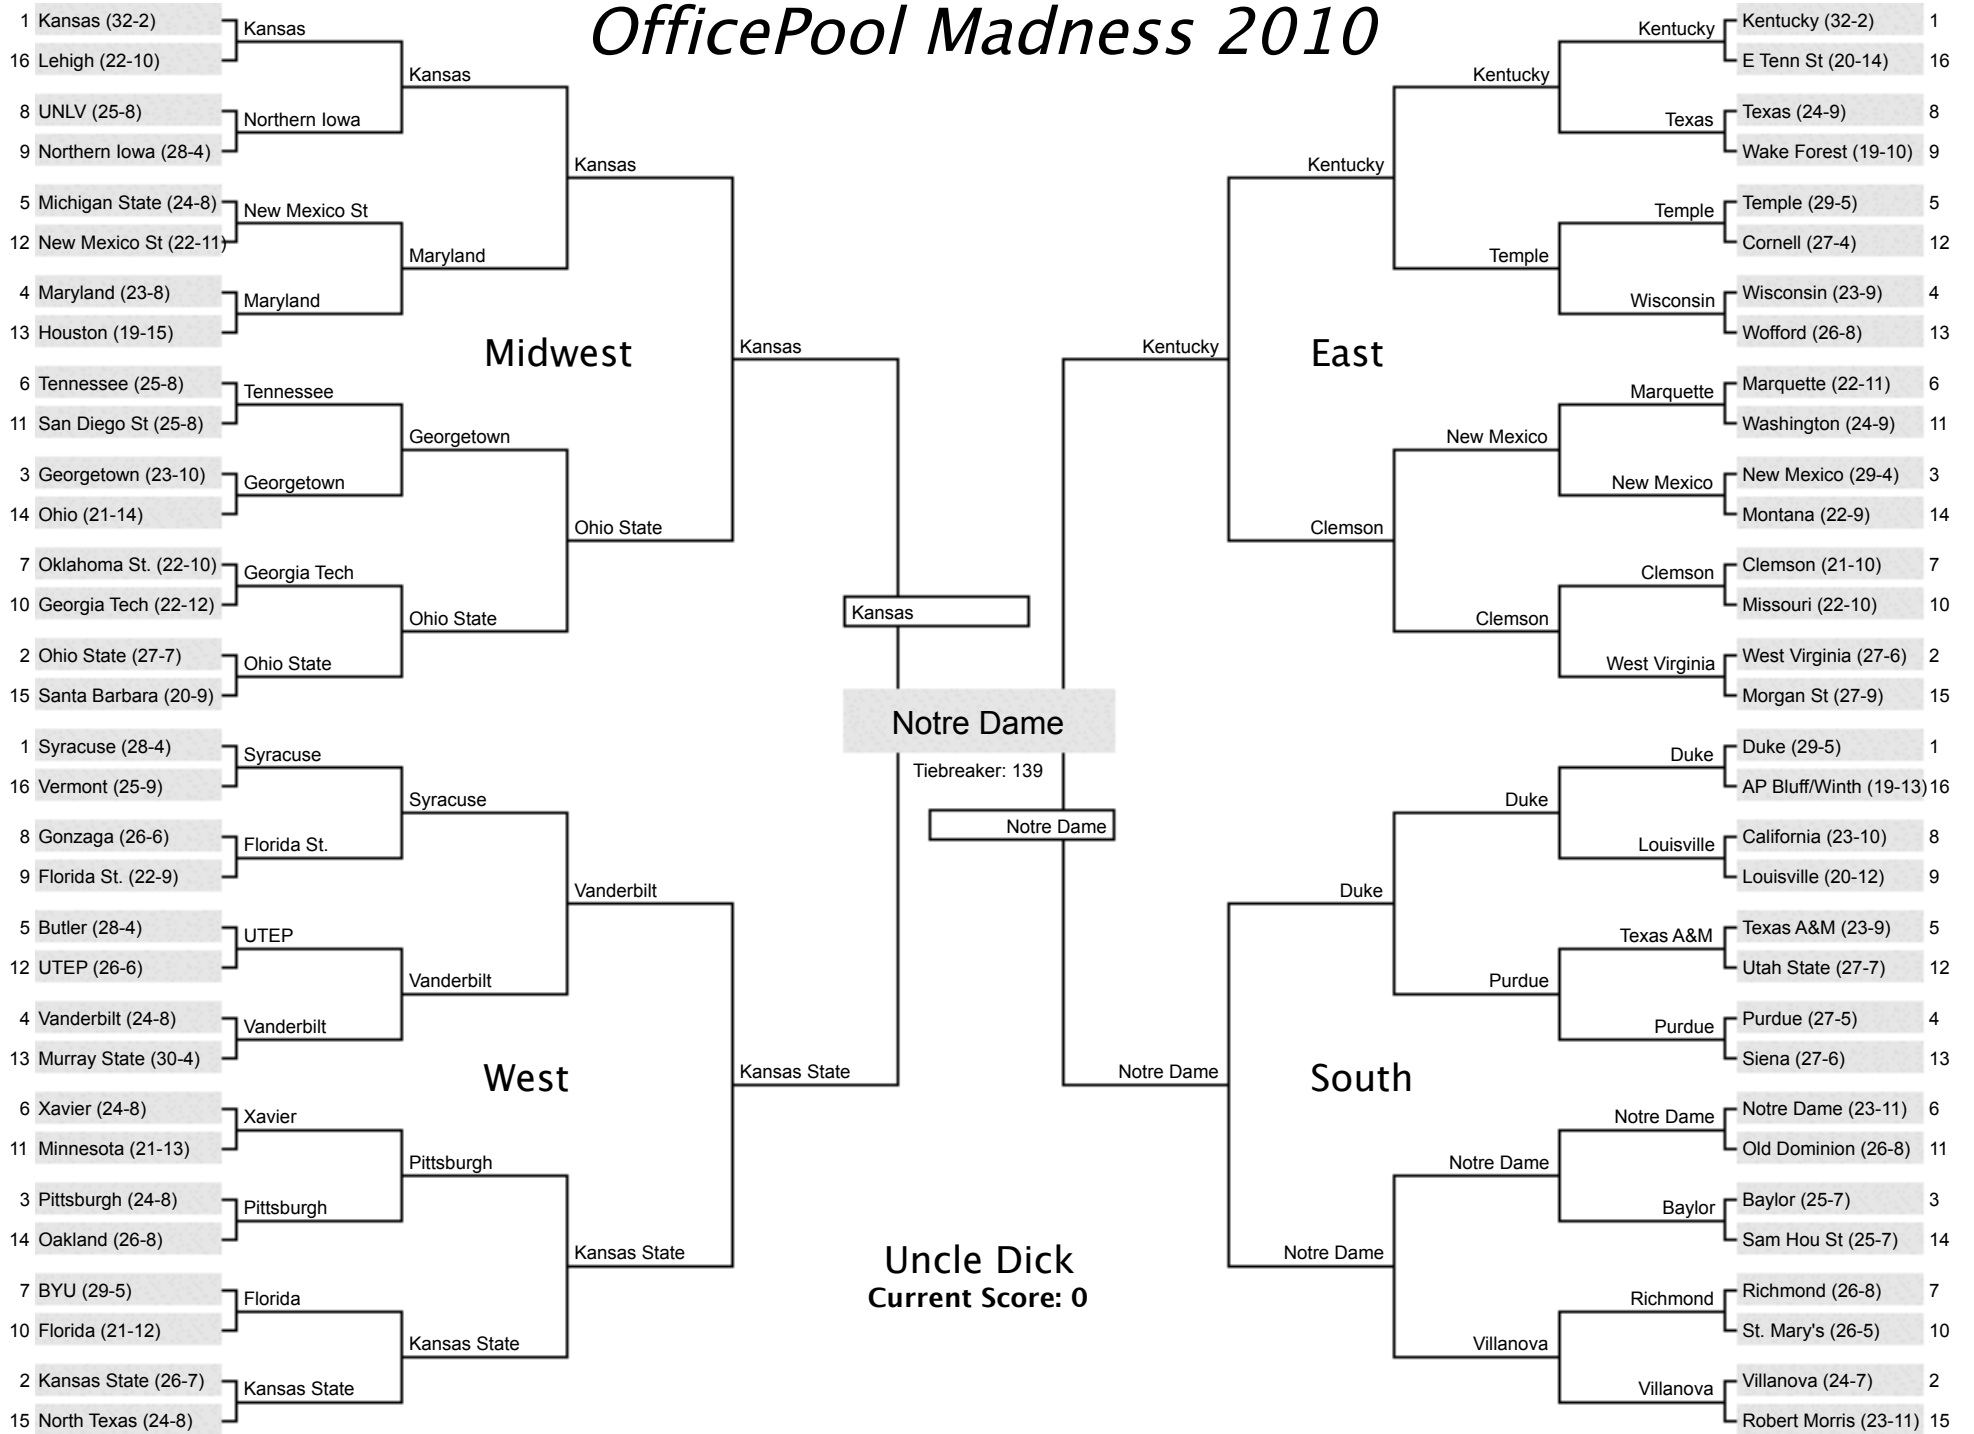 OfficePool Madness 2010
1 Kansas (32-2)
16 Lehigh (22-10)
8 UNLV (25-8)
9 Northern Iowa (28-4)
5 Michigan State (24-8)
12 New Mexico St (22-11)
4 Maryland (23-8)
13 Houston (19-15)
6 Tennessee (25-8)
11 San Diego St (25-8)
3 Georgetown (23-10)
14 Ohio (21-14)
7 Oklahoma St. (22-10)
10 Georgia Tech (22-12)
2 Ohio State (27-7)
15 Santa Barbara (20-9)
Kansas
Northern Iowa
New Mexico St
Maryland
Tennessee
Georgetown
Georgia Tech
Ohio State
Kansas
Maryland
Georgetown
Ohio State
Kansas
Ohio State
Midwest
Kansas
1 Syracuse (28-4)
16 Vermont (25-9)
8 Gonzaga (26-6)
9 Florida St. (22-9)
5 Butler (28-4)
12 UTEP (26-6)
4 Vanderbilt (24-8)
13 Murray State (30-4)
6 Xavier (24-8)
11 Minnesota (21-13)
3 Pittsburgh (24-8)
14 Oakland (26-8)
7 BYU (29-5)
10 Florida (21-12)
2 Kansas State (26-7)
15 North Texas (24-8)
Syracuse
Florida St.
UTEP
Vanderbilt
Xavier
Pittsburgh
Florida
Kansas State
Syracuse
Vanderbilt
Pittsburgh
Kansas State
Vanderbilt
Kansas State
West
Kansas State
Kansas
Notre Dame
Tiebreaker: 139
Notre Dame
Uncle Dick
Current Score: 0
Kentucky (32-2) 1
E Tenn St (20-14) 16
Texas (24-9) 8
Wake Forest (19-10) 9
Temple (29-5) 5
Cornell (27-4) 12
Wisconsin (23-9) 4
Wofford (26-8) 13
Marquette (22-11) 6
Washington (24-9) 11
New Mexico (29-4) 3
Montana (22-9) 14
Clemson (21-10) 7
Missouri (22-10) 10
West Virginia (27-6) 2
Morgan St (27-9) 15
Kentucky
Texas
Temple
Wisconsin
Marquette
New Mexico
Clemson
West Virginia
Kentucky
Temple
New Mexico
Clemson
Kentucky
Clemson
East
Kentucky
Duke (29-5) 1
AP Bluff/Winth (19-13) 16
California (23-10) 8
Louisville (20-12) 9
Texas A&M (23-9) 5
Utah State (27-7) 12
Purdue (27-5) 4
Siena (27-6) 13
Notre Dame (23-11) 6
Old Dominion (26-8) 11
Baylor (25-7) 3
Sam Hou St (25-7) 14
Richmond (26-8) 7
St. Mary's (26-5) 10
Villanova (24-7) 2
Robert Morris (23-11) 15
Duke
Louisville
Texas A&M
Purdue
Notre Dame
Baylor
Richmond
Villanova
Duke
Purdue
Notre Dame
Villanova
Duke
Notre Dame
South
Notre Dame